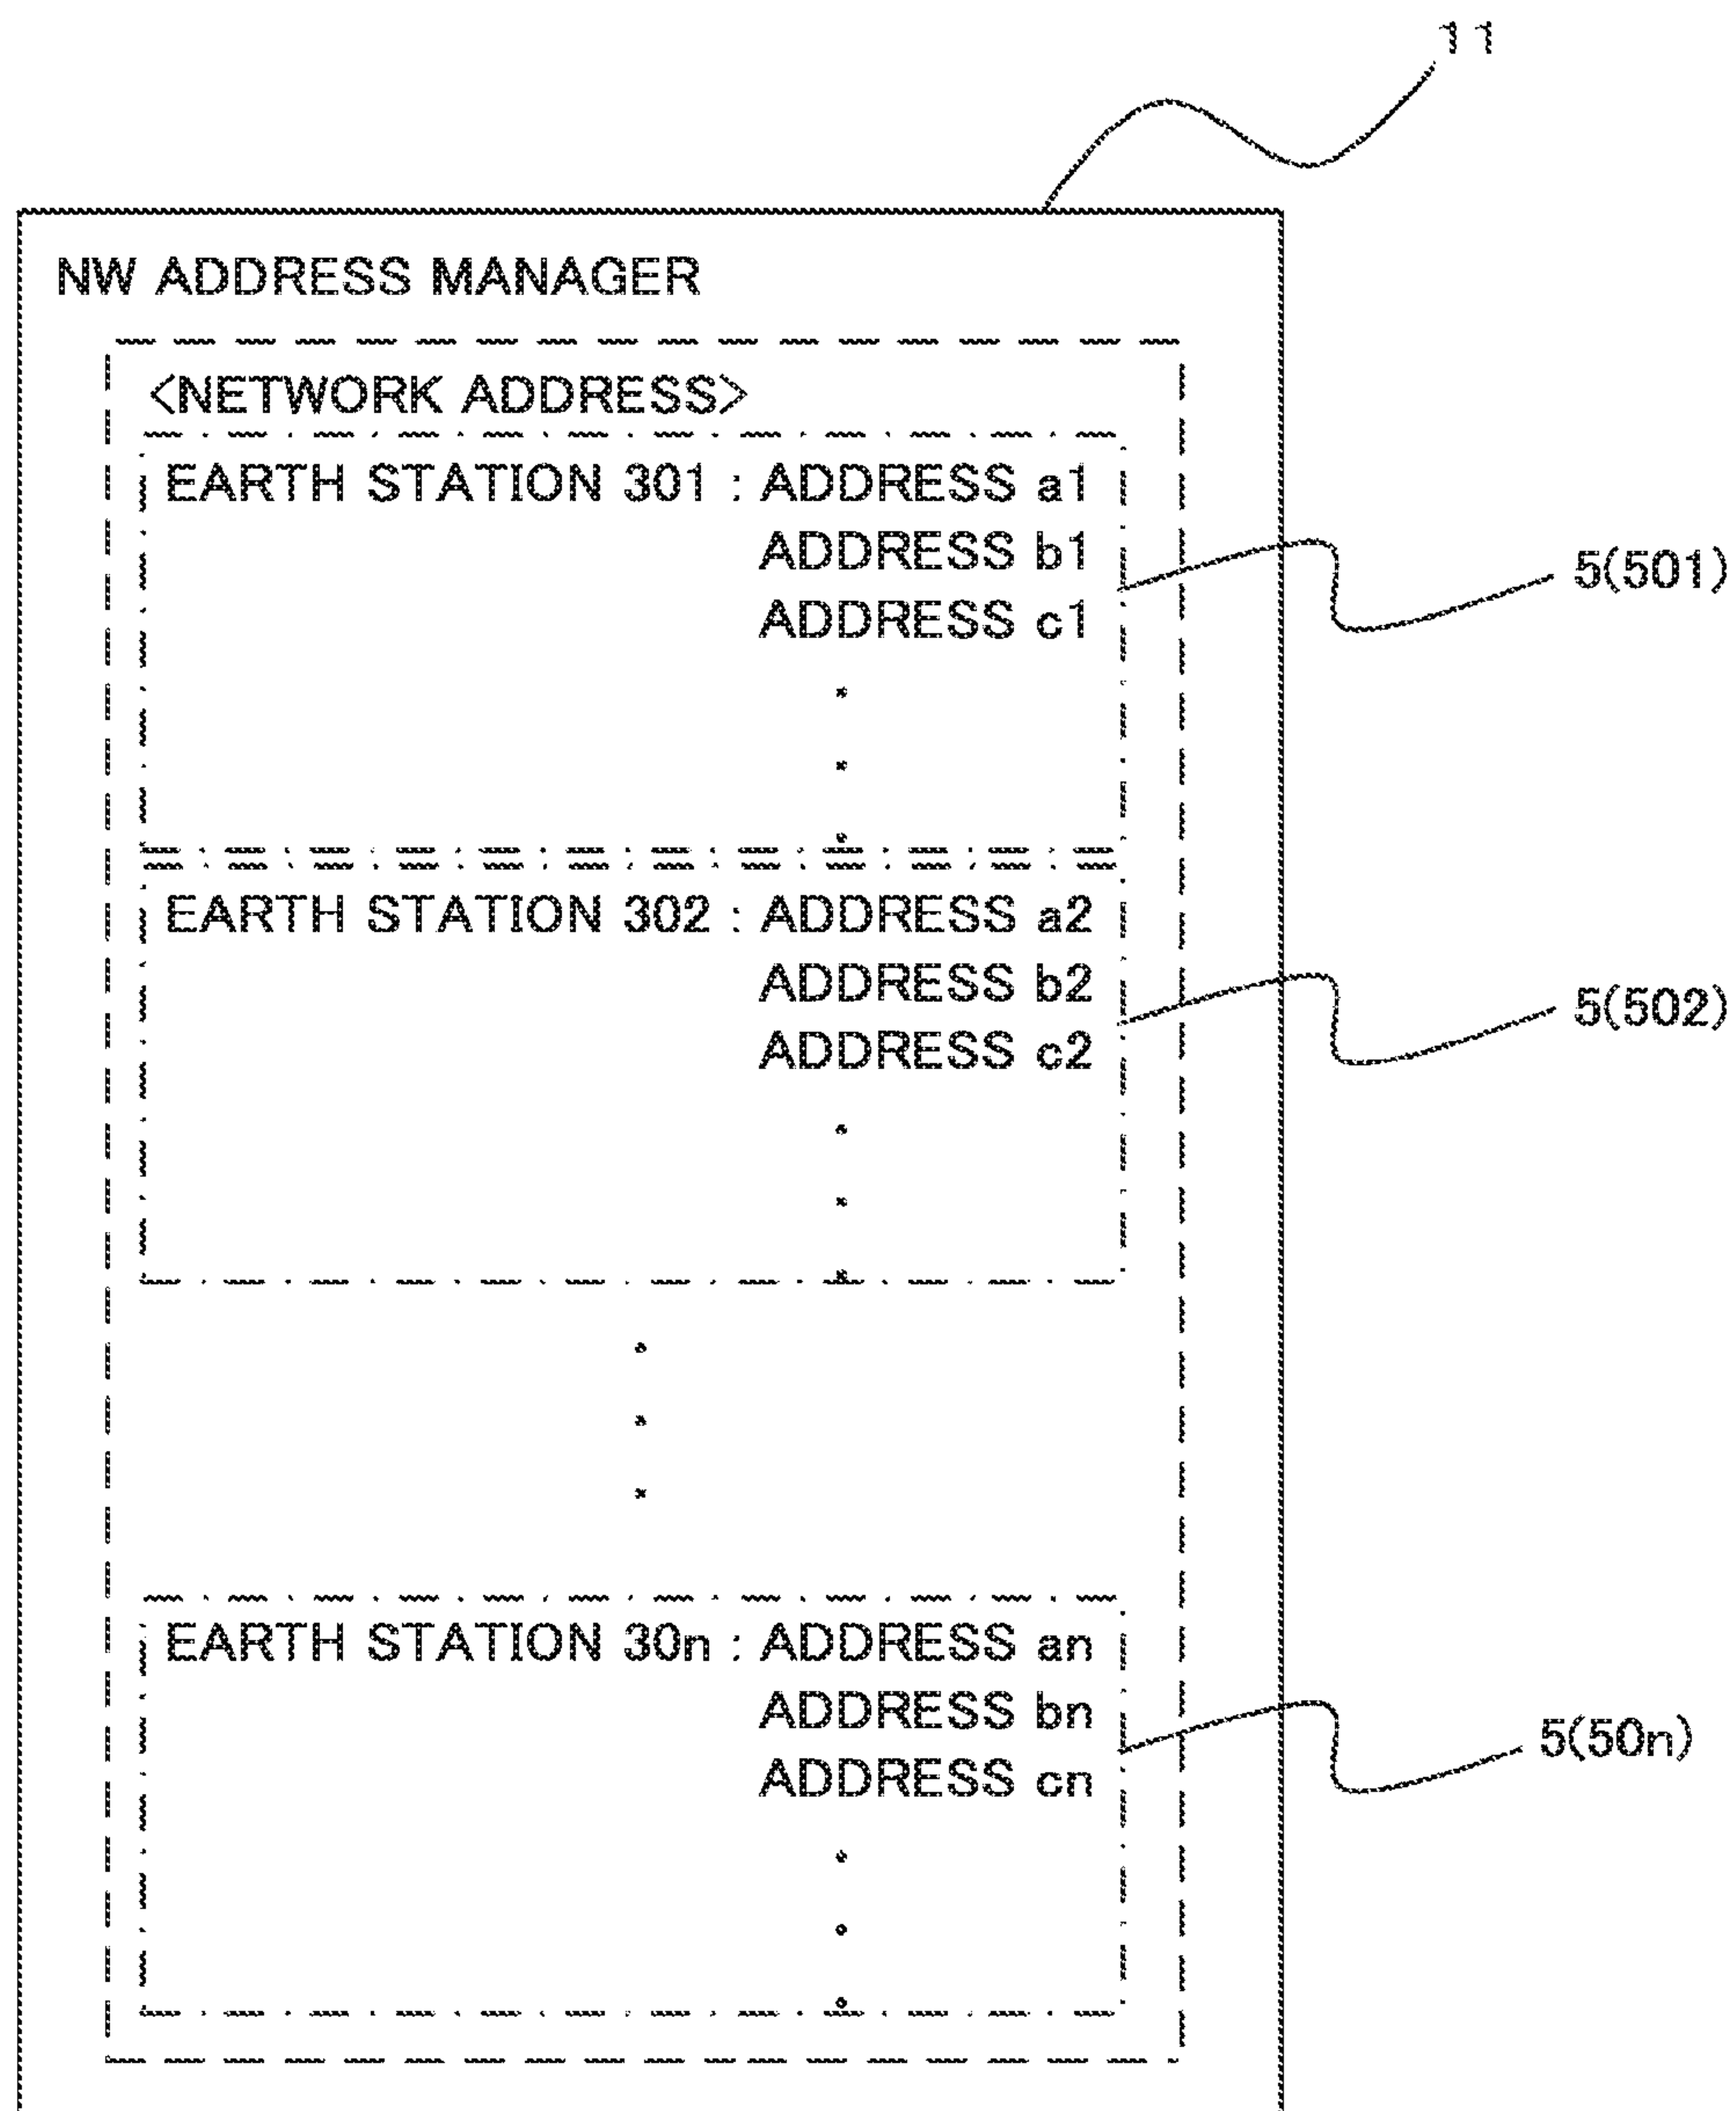 11
NW ADDRESS MANAGER
<NETWORK ADDRESS>
EARTH STATION 301 : ADDRESS a1
ADDRESS b1
5(501)
ADDRESS c1
EARTH STATION 302 : ADDRESS a2
ADDRESS b2
5(502)
ADDRESS c2
EARTH STATION 30n : ADDRESS an
ADDRESS bn
5(50n)
ADDRESS cn